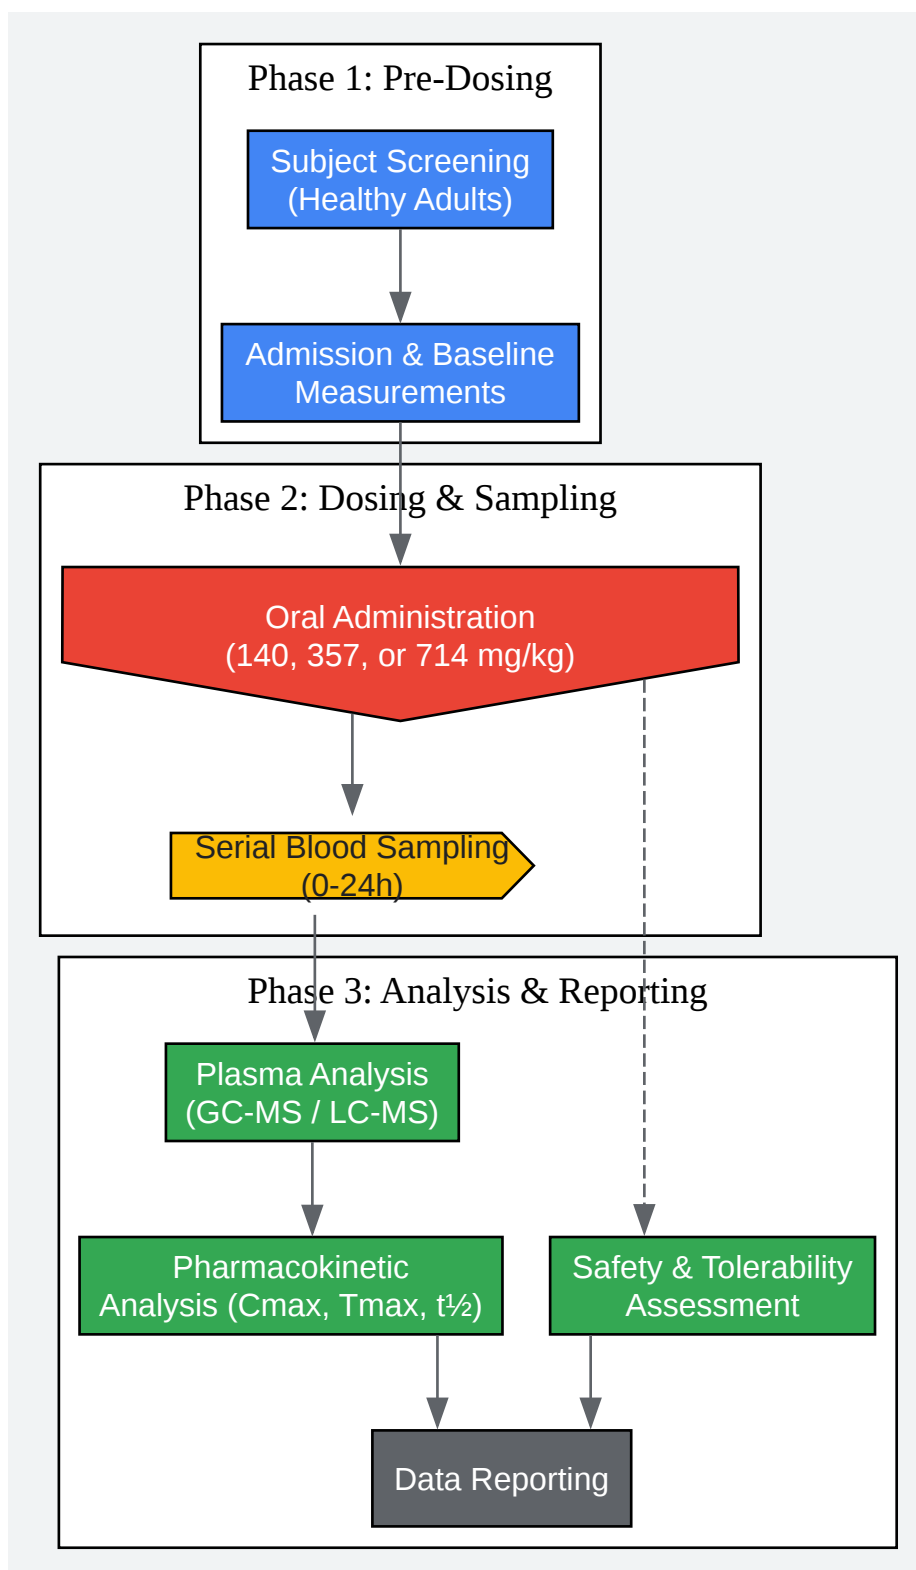 Phase 1: Pre-Dosing
Subject Screening
(Healthy Adults)
Admission & Baseline
Measurements
Phase 2: Dosing & Sampling
Oral Administration
(140, 357, or 714 mg/kg)
Serial Blood Sampling
(0-24h)
Phase 3: Analysis & Reporting
Plasma Analysis
(GC-MS / LC-MS)
Pharmacokinetic
Analysis (Cmax, Tmax, t½)
Safety & Tolerability
Assessment
Data Reporting